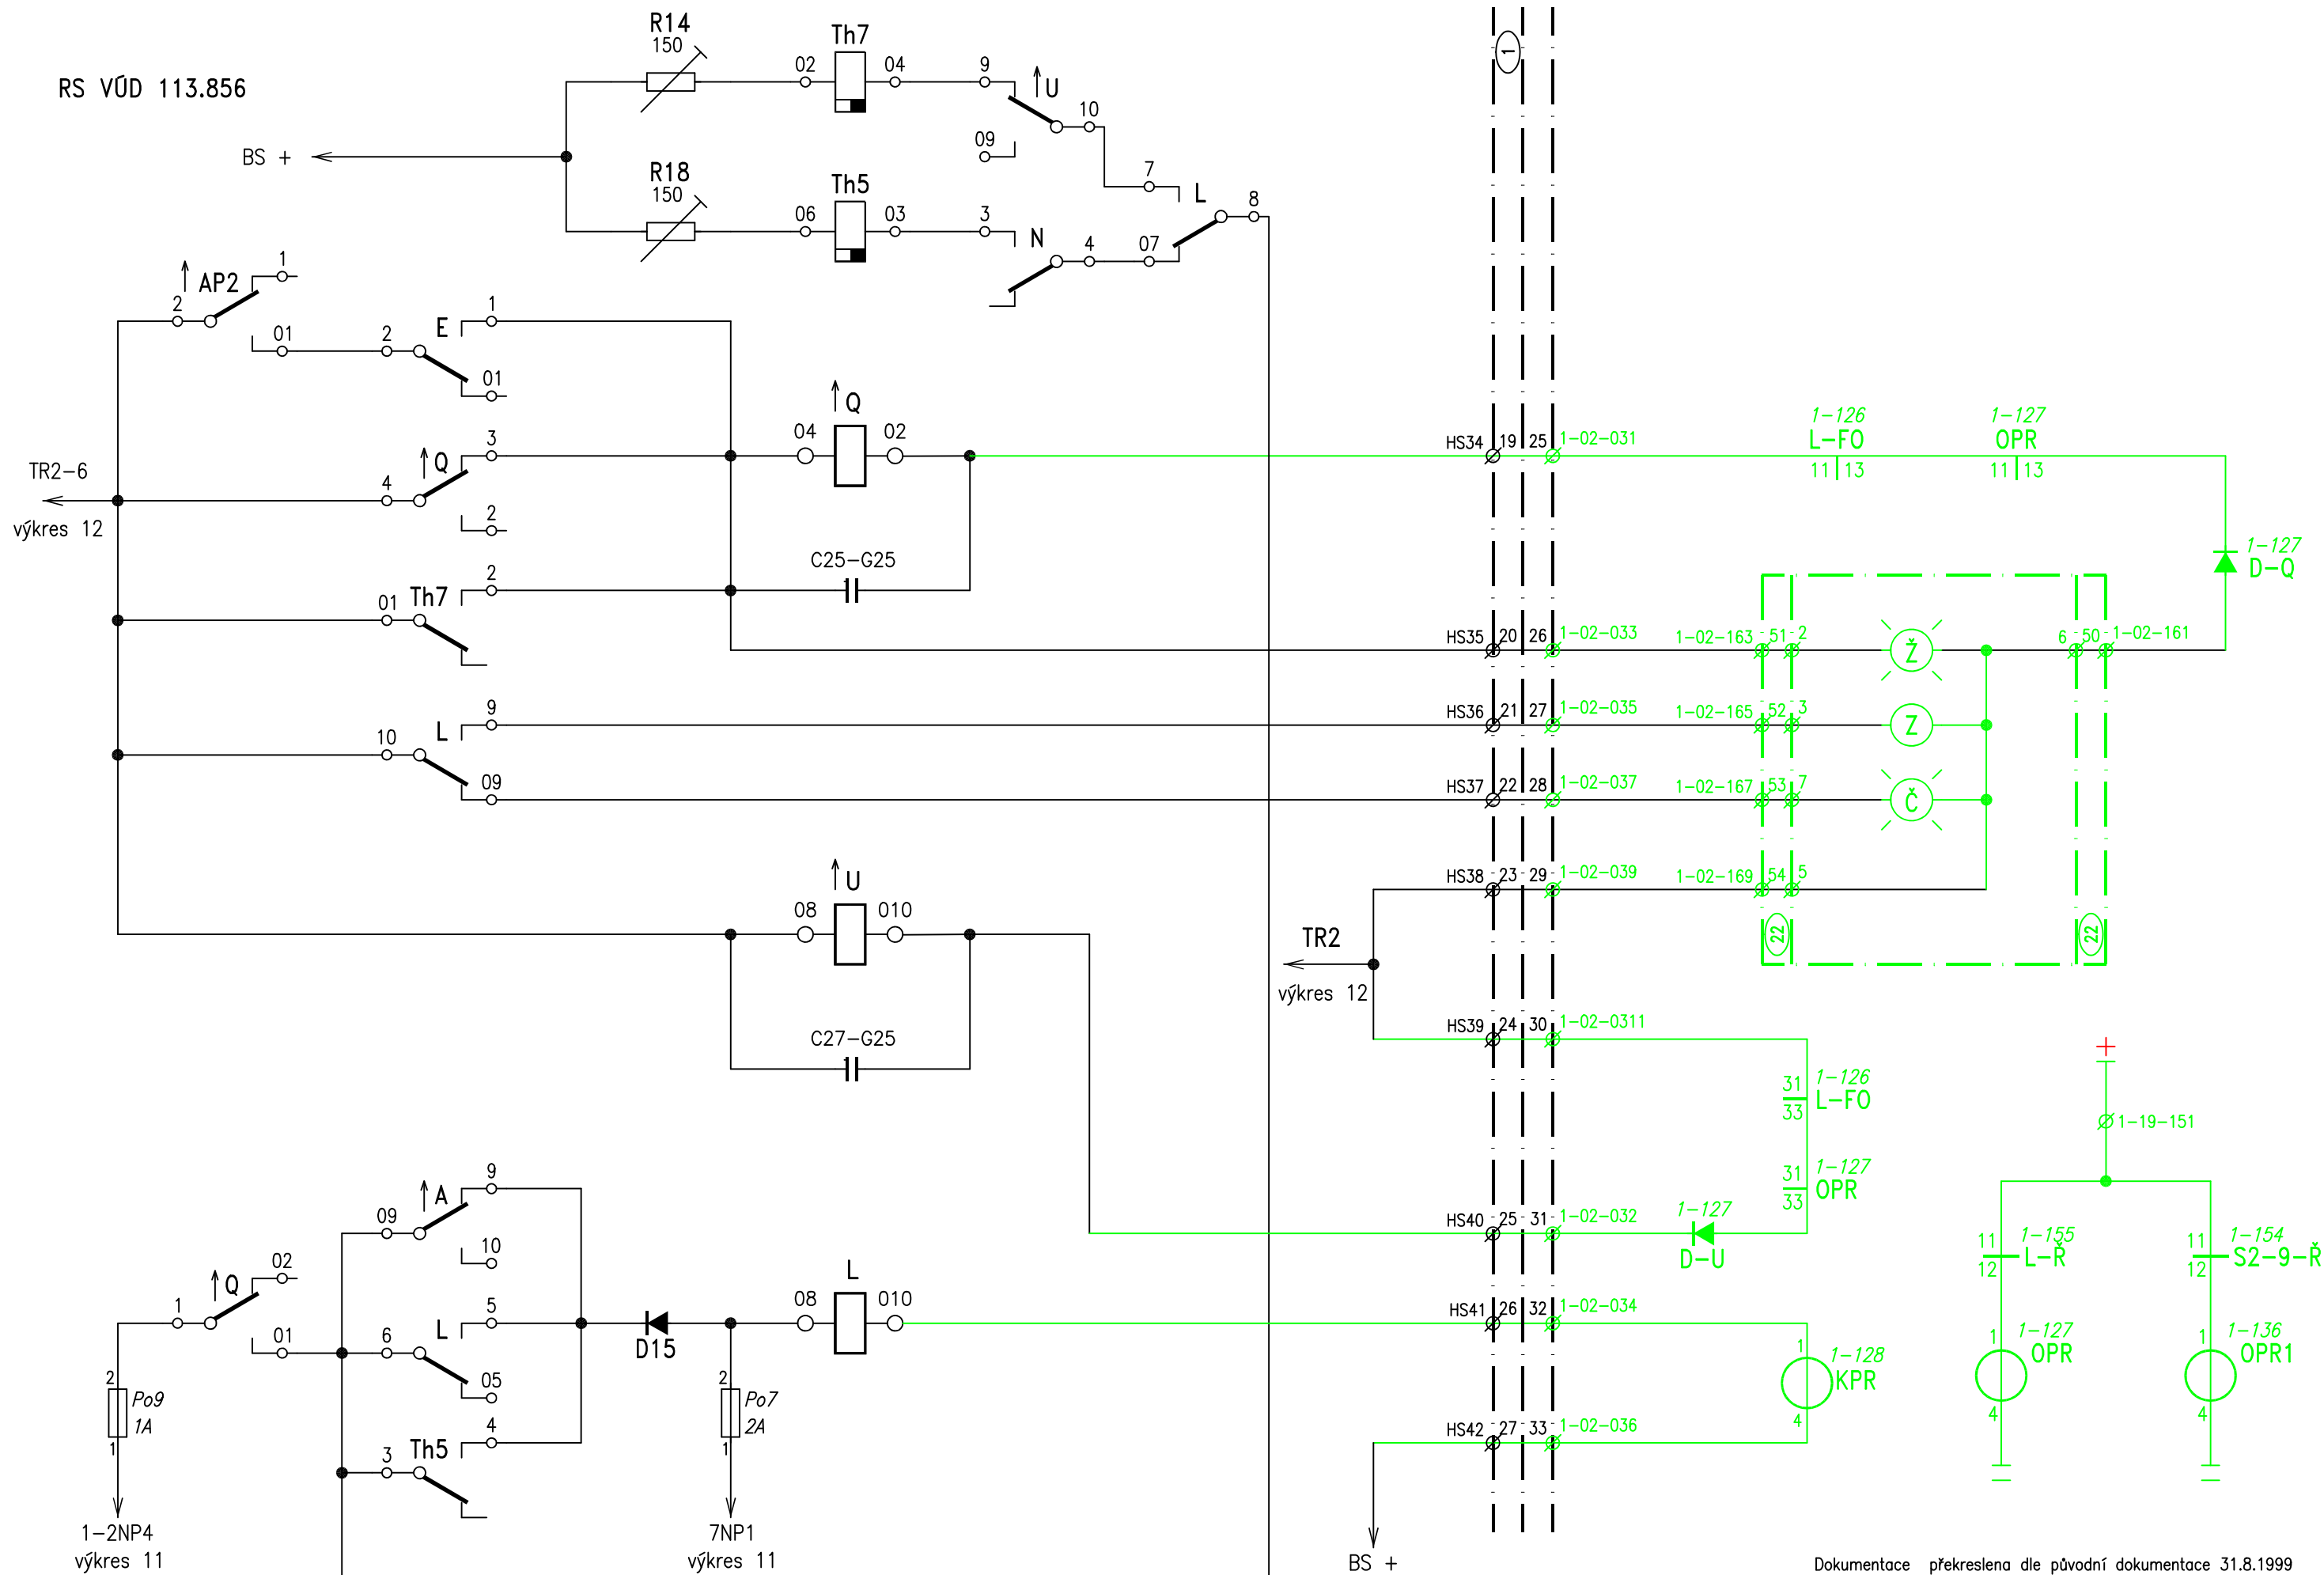 RS VÚD 113.856
R14
150
Th7
02
04
9
U
10
09
BS +
R18
150
Th5
06
03
3
N
4
07
7
L
8
1
AP2
1
2
01
2
E
1
01
3
Q
4
2
TR2-6
výkres 12
Q
04
02
C25-G25
2
01
Th7
9
L
10
09
U
08
010
C27-G25
HS34 19 25 1-02-031
1-126
L-FO
11 13
1-127
OPR
11 13
1-127
D-Q
HS35 20 26 1-02-033
1-02-163 51 2
Ž
6 50 1-02-161
HS36 21 27 1-02-035
1-02-165 52 3
Z
HS37 22 28 1-02-037
1-02-167 53 7
Č
HS38 23 29 1-02-039
1-02-169 54 5
22
22
TR2
výkres 12
HS39 24 30 1-02-0311
31
33
1-126
L-FO
31
33
1-127
OPR
HS40 25 31 1-02-032
1-127
D-U
+
1-19-151
9
A
09
10
02
Q
1
01
5
L
6
05
4
Th5
3
D15
L
08
010
2
Po9
1A
1
1-2NP4
výkres 11
2
Po7
2A
1
7NP1
výkres 11
HS41 26 32 1-02-034
1
1-128
KPR
4
HS42 27 33 1-02-036
BS +
11
12
1-155
L-Ř
11
12
1-154
S2-9-Ř
1
1-127
OPR
4
1
1-136
OPR1
4
Dokumentace překreslena dle původní dokumentace 31.8.1999